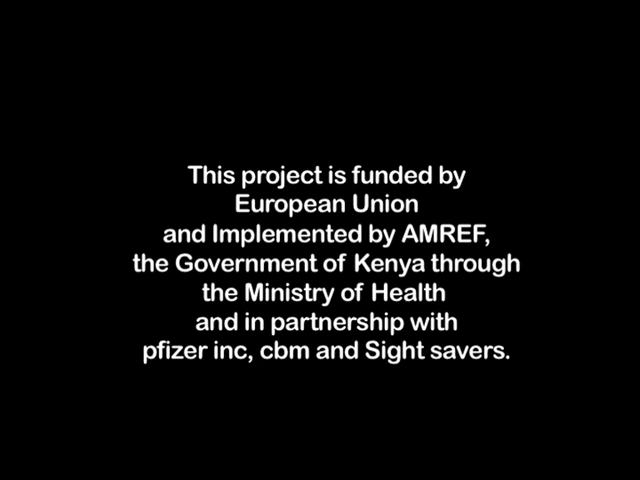 This project is funded by
European Union
and Implemented by AMREF,
the Government of Kenya through
the Ministry of Health
and in partnership with
pfizer inc, cbm and Sight savers.